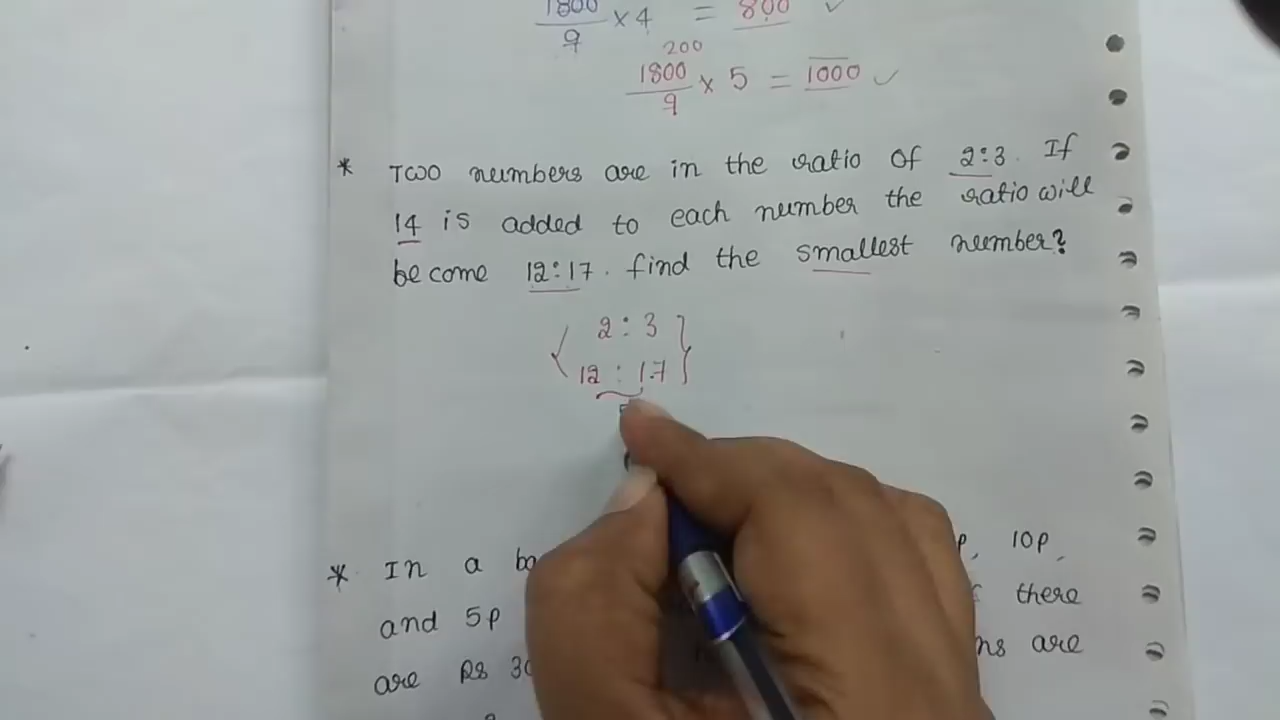 1800/9 × 4 = 800 ✓
200
1800/9 × 5 = 1000 ✓
* Two numbers are in the ratio of 2:3. If
14 is added to each number the ratio will
become 12:17. find the smallest number?
2 : 3
12 : 17
5
* In a 10p,
and 5p there
are Rs are